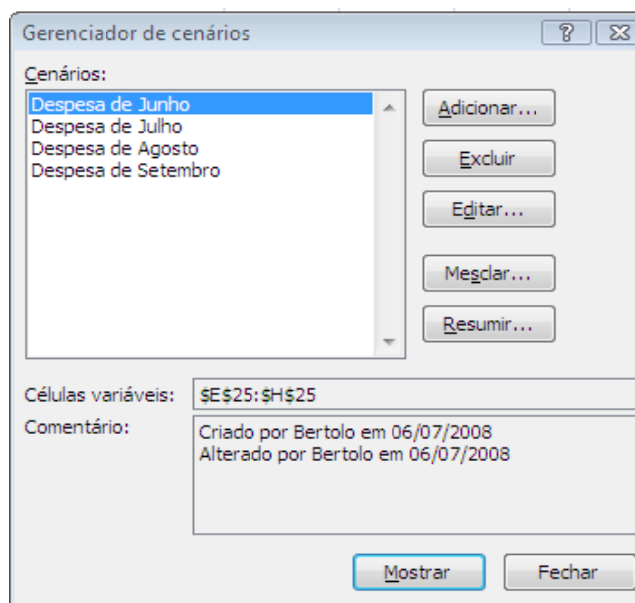 Gerenciador de cenários
Cenários:
Despesa de Junho
Despesa de Julho
Despesa de Agosto
Despesa de Setembro
Adicionar...
Excluir
Editar...
Mesclar...
Resumir...
Células variáveis: $E$25:$H$25
Comentário: Criado por Bertolo em 06/07/2008
Alterado por Bertolo em 06/07/2008
Mostrar Fechar